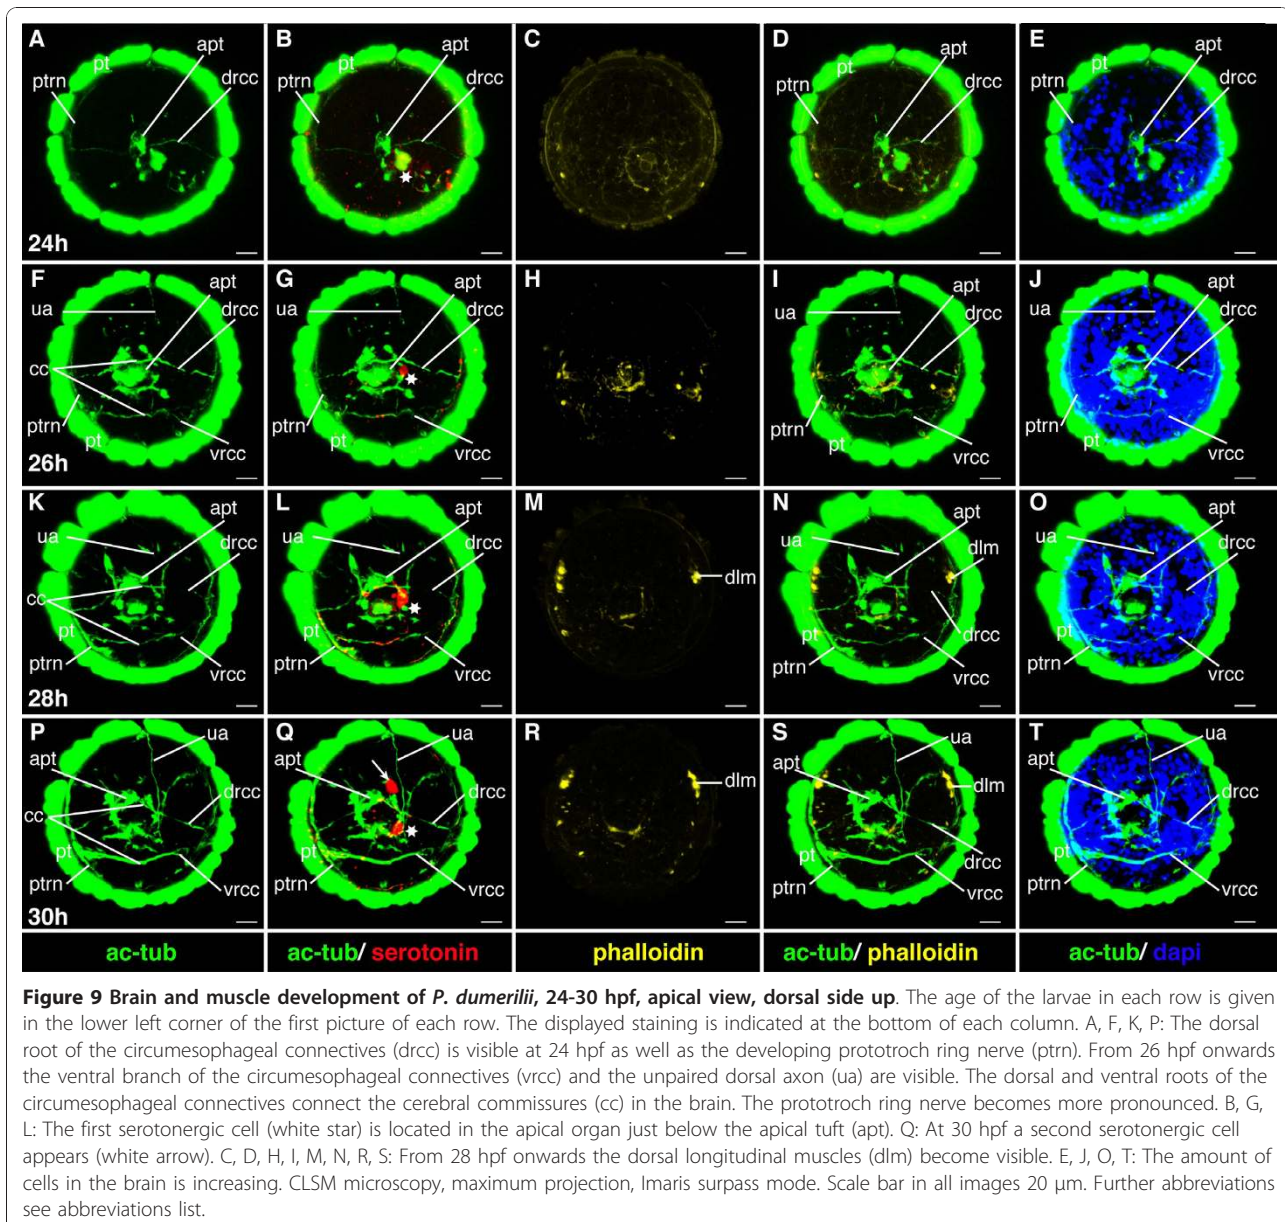 A
apt
pt
ptrn
drcc
24h
B
apt
pt
ptrn
drcc
C
D
apt
pt
ptrn
drcc
E
apt
pt
ptrn
drcc
F
apt
ua
drcc
cc
ptrn
pt
vrcc
26h
G
apt
ua
drcc
ptrn
pt
vrcc
H
I
apt
ua
drcc
ptrn
pt
vrcc
J
apt
ua
drcc
ptrn
pt
vrcc
K
apt
ua
drcc
cc
pt
ptrn
vrcc
28h
L
apt
ua
drcc
pt
ptrn
vrcc
M
dlm
N
apt
ua
dlm
pt
drcc
ptrn
vrcc
O
apt
ua
drcc
pt
ptrn
vrcc
P
ua
apt
drcc
cc
pt
ptrn
vrcc
30h
Q
ua
apt
drcc
pt
ptrn
vrcc
R
dlm
S
ua
apt
dlm
pt
drcc
ptrn
vrcc
T
ua
apt
drcc
pt
ptrn
vrcc
ac-tub
ac-tub/ serotonin
phalloidin
ac-tub/ phalloidin
ac-tub/ dapi
Figure 9 Brain and muscle development of P. dumerilii, 24-30 hpf, apical view, dorsal side up. The age of the larvae in each row is given
in the lower left corner of the first picture of each row. The displayed staining is indicated at the bottom of each column. A, F, K, P: The dorsal
root of the circumesophageal connectives (drcc) is visible at 24 hpf as well as the developing prototroch ring nerve (ptrn). From 26 hpf onwards
the ventral branch of the circumesophageal connectives (vrcc) and the unpaired dorsal axon (ua) are visible. The dorsal and ventral roots of the
circumesophageal connectives connect the cerebral commissures (cc) in the brain. The prototroch ring nerve becomes more pronounced. B, G,
L: The first serotonergic cell (white star) is located in the apical organ just below the apical tuft (apt). Q: At 30 hpf a second serotonergic cell
appears (white arrow). C, D, H, I, M, N, R, S: From 28 hpf onwards the dorsal longitudinal muscles (dlm) become visible. E, J, O, T: The amount of
cells in the brain is increasing. CLSM microscopy, maximum projection, Imaris surpass mode. Scale bar in all images 20 μm. Further abbreviations
see abbreviations list.